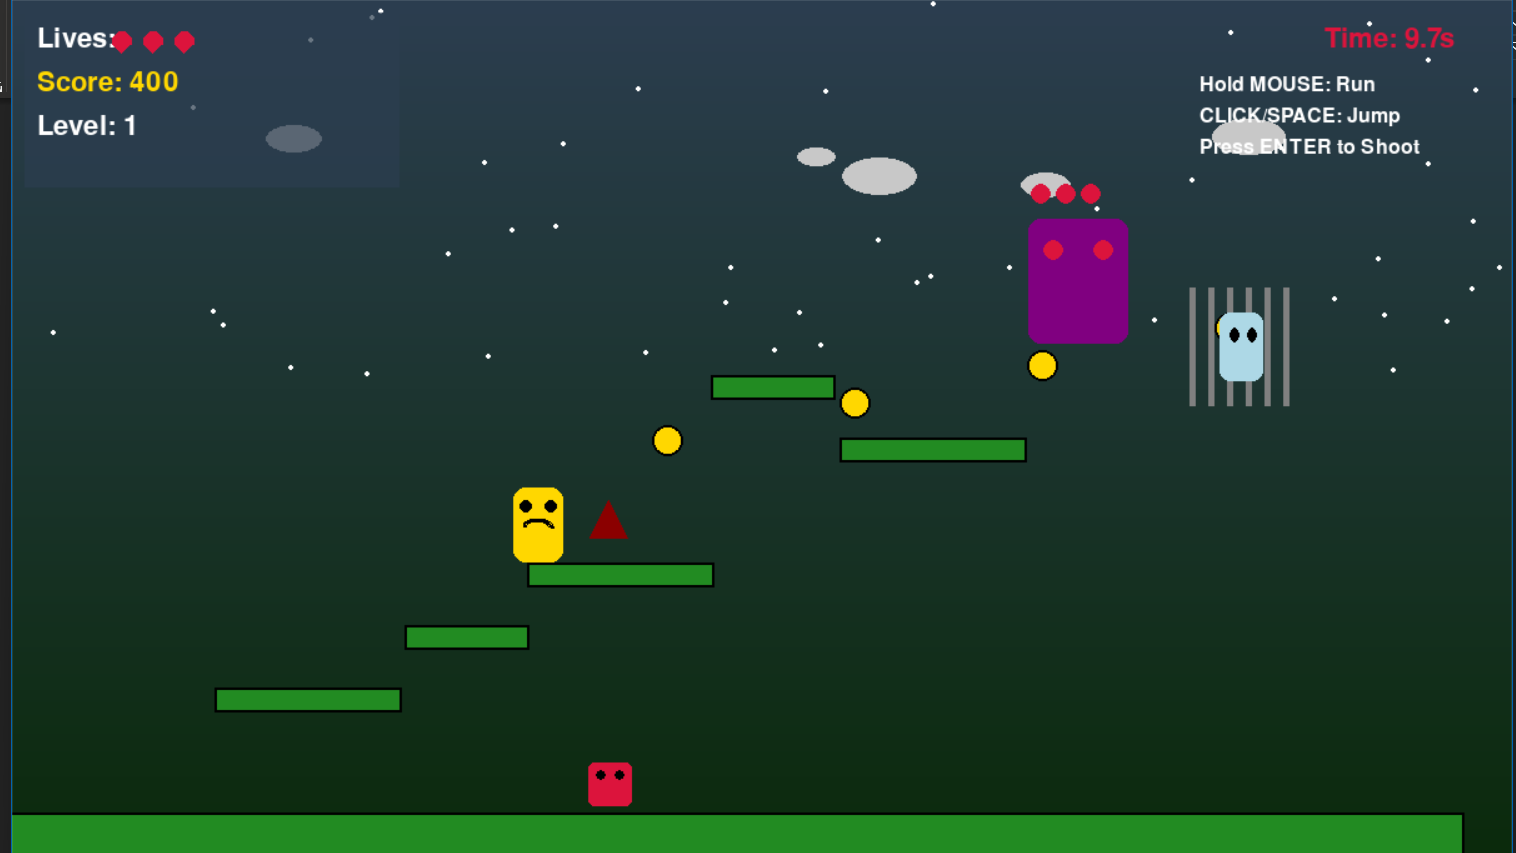 Lives:
Score: 400
Level: 1
Time: 9.7s
Hold MOUSE: Run
CLICK/SPACE: Jump
Press ENTER to Shoot